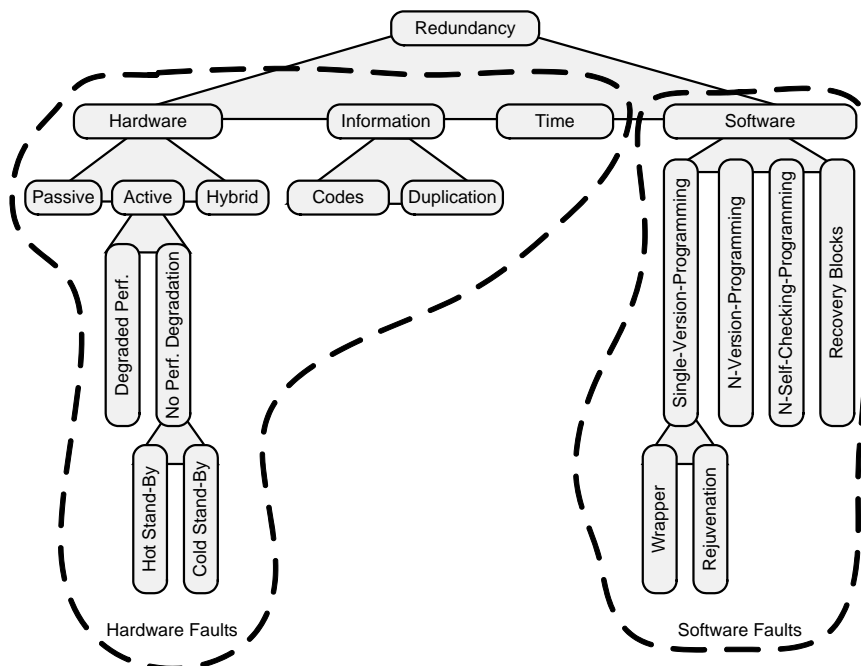 Redundancy
Hardware
Information
Time
Software
Passive
Active
Hybrid
Codes
Duplication
Degraded Perf.
No Perf. Degradation
Single-Version-Programming
N-Version-Programming
N-Self-Checking-Programming
Recovery Blocks
Hot Stand-By
Cold Stand-By
Wrapper
Rejuvenation
Hardware Faults
Software Faults